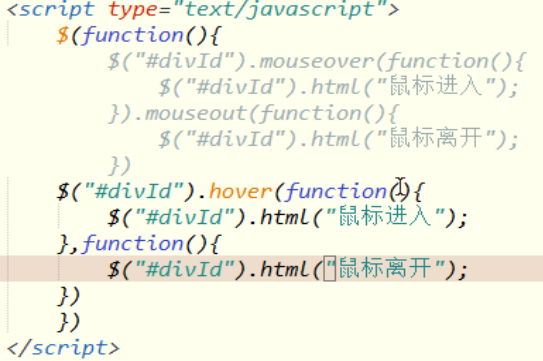 <script type="text/javascript">
$(function(){
$("#divId").mouseover(function(){
$("#divId").html("鼠标进入");
}).mouseout(function(){
$("#divId").html("鼠标离开");
})
$("#divId").hover(function(){
$("#divId").html("鼠标进入");
},function(){
$("#divId").html("鼠标离开");
})
})
</script>